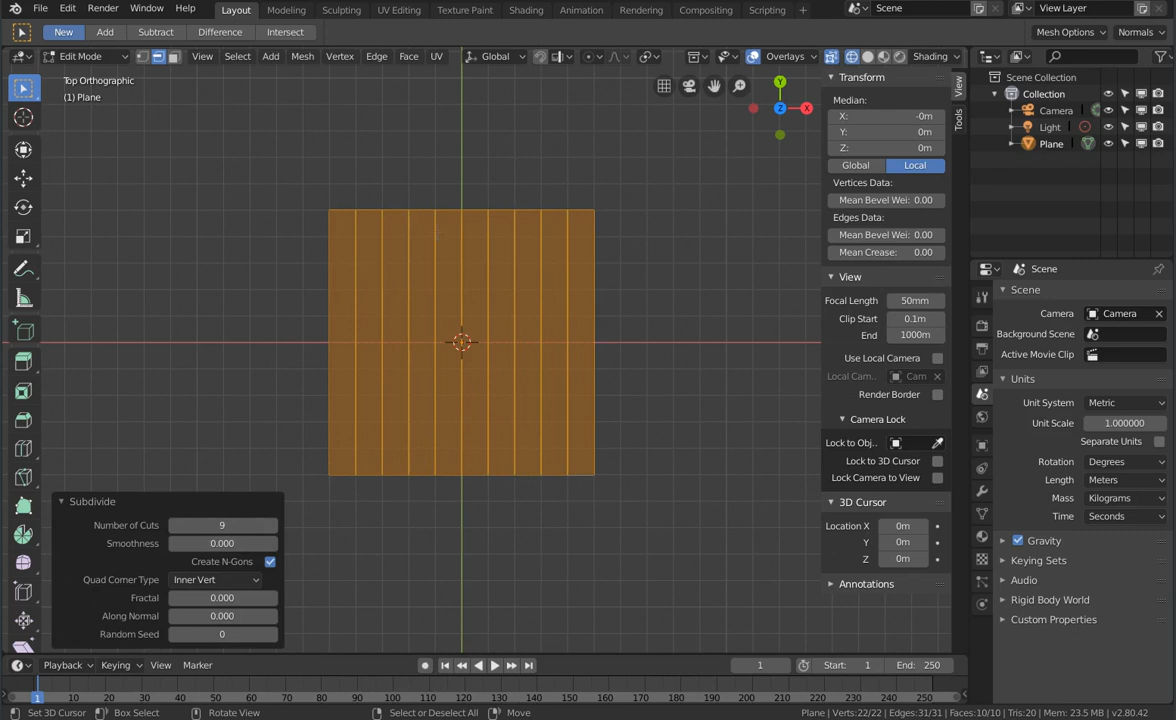 File Edit Render Window Help Layout Modeling Sculpting UV Editing Texture Paint Shading Animation Rendering Compositing Scripting + Scene View Layer
New Add Subtract Difference Intersect Mesh Options Normals
Edit Mode View Select Add Mesh Vertex Edge Face UV Global Overlays Shading
Top Orthographic
(1) Plane
Y
X
Z
Transform
Median:
X: -0m
Y: 0m
Z: 0m
Global Local
Vertices Data:
Mean Bevel Wei: 0.00
Edges Data:
Mean Bevel Wei: 0.00
Mean Crease: 0.00
View
Focal Length 50mm
Clip Start 0.1m
End 1000m
Use Local Camera
Local Cam.. Cam
Render Border
Camera Lock
Lock to Obj..
Lock to 3D Cursor
Lock Camera to View
3D Cursor
Location X 0m
Y 0m
Z 0m
Annotations
View
Tools
Scene Collection
Collection
Camera
Light
Plane
Scene
Scene
Camera Camera
Background Scene
Active Movie Clip
Units
Unit System Metric
Unit Scale 1.000000
Separate Units
Rotation Degrees
Length Meters
Mass Kilograms
Time Seconds
Gravity
Keying Sets
Audio
Rigid Body World
Custom Properties
Subdivide
Number of Cuts 9
Smoothness 0.000
Create N-Gons
Quad Corner Type Inner Vert
Fractal 0.000
Along Normal 0.000
Random Seed 0
Playback Keying View Marker 1 Start: 1 End: 250
1 10 20 30 40 50 60 70 80 90 100 110 120 130 140 150 160 170 180 190 200 210 220 230 240 250
Set 3D Cursor Box Select Rotate View Select or Deselect All Move Plane | Verts:22/22 | Edges:31/31 | Faces:10/10 | Tris:20 | Mem: 23.5 MB | v2.80.42